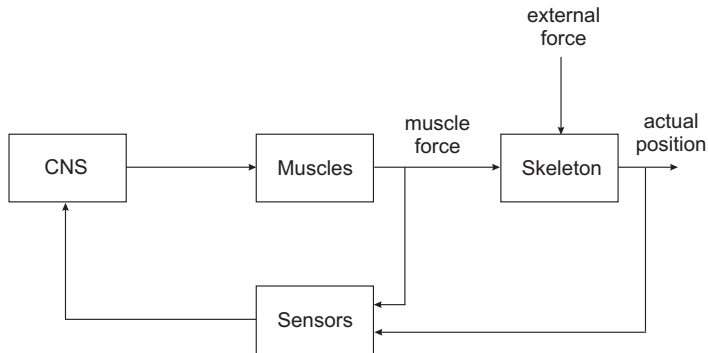 external
force
muscle
force
actual
position
CNS
Muscles
Skeleton
Sensors